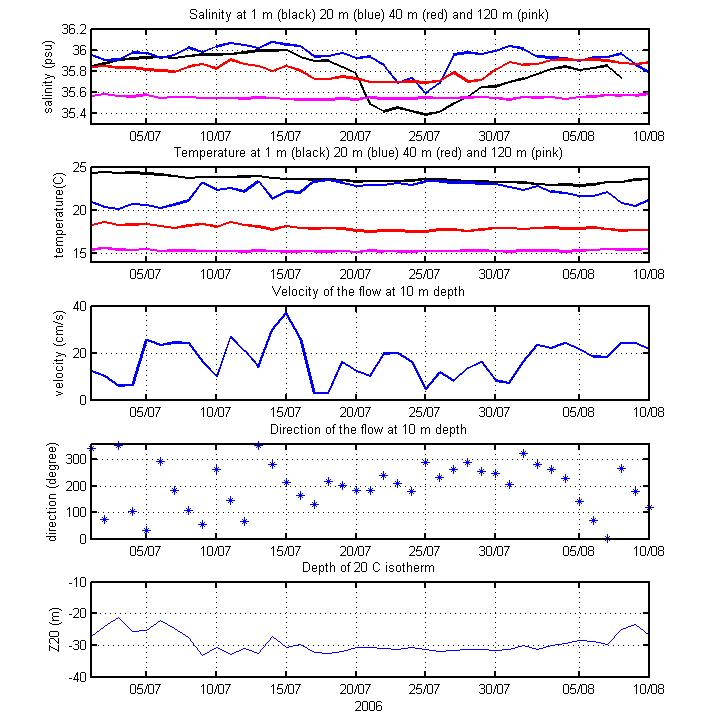 Salinity at 1 m (black) 20 m (blue) 40 m (red) and 120 m (pink)
36.2
36
35.8
35.6
35.4
salinity (psu)
05/07 10/07 15/07 20/07 25/07 30/07 05/08 10/08
Temperature at 1 m (black) 20 m (blue) 40 m (red) and 120 m (pink)
25
20
15
temperature(C)
05/07 10/07 15/07 20/07 25/07 30/07 05/08 10/08
Velocity of the flow at 10 m depth
40
20
0
velocity (cm/s)
05/07 10/07 15/07 20/07 25/07 30/07 05/08 10/08
Direction of the flow at 10 m depth
300
200
100
0
direction (degree)
05/07 10/07 15/07 20/07 25/07 30/07 05/08 10/08
Depth of 20 C isotherm
-10
-20
-30
-40
Z20 (m)
05/07 10/07 15/07 20/07 25/07 30/07 05/08 10/08
2006